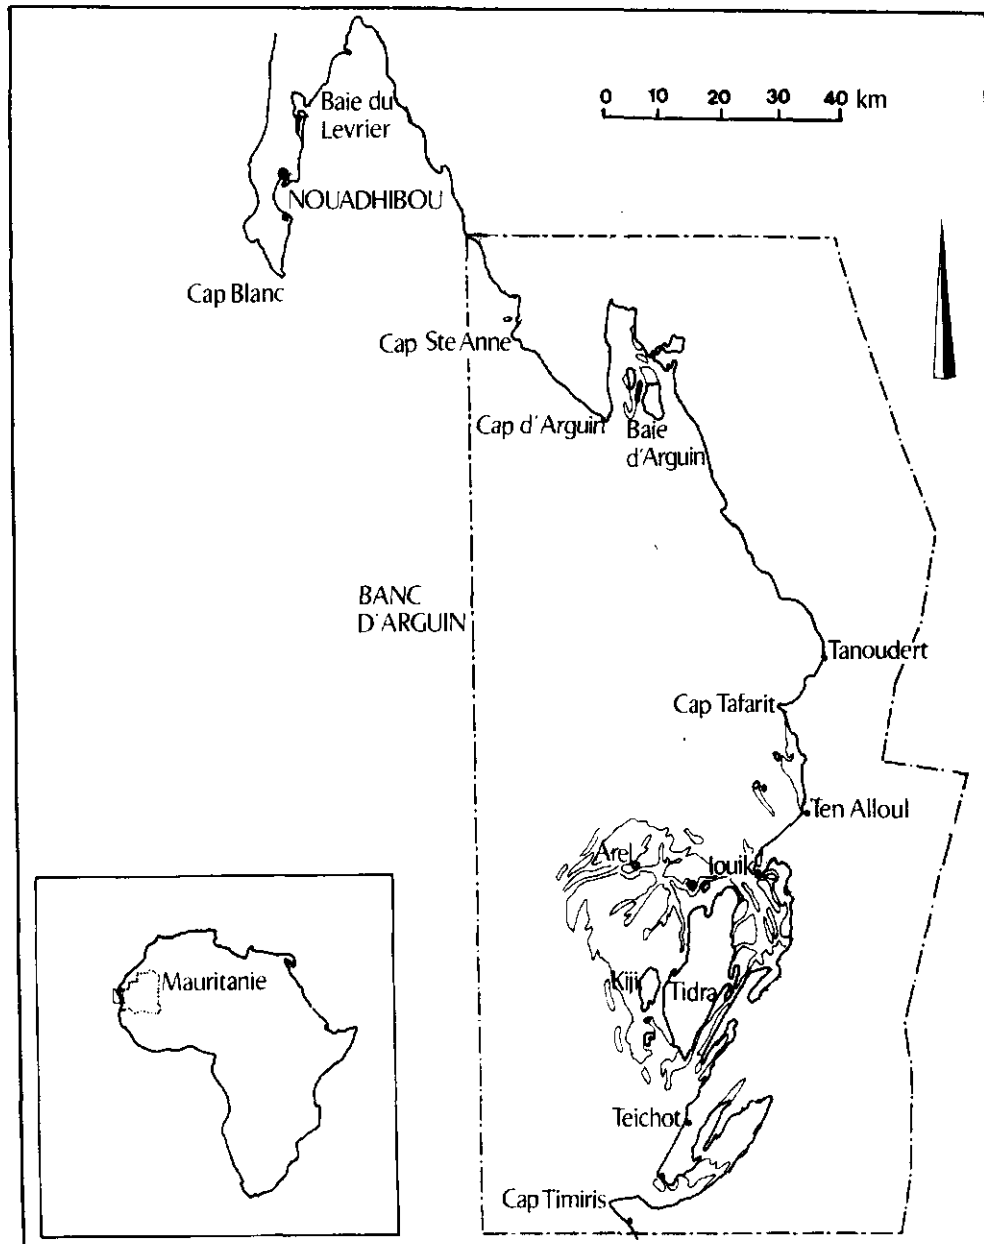 0 10 20 40 km
Baie du
Levrier
NOUADHIBOU
Cap Blanc
Cap Ste Anne
Cap d'Arguin
Baie
d'Arguin
BANC
D'ARGUIN
Tanoudert
Cap Tafarit
Ten Alloul
Arel
Iouik
Kiji
Tidra
Mauritanie
Teichot
Cap Timiris